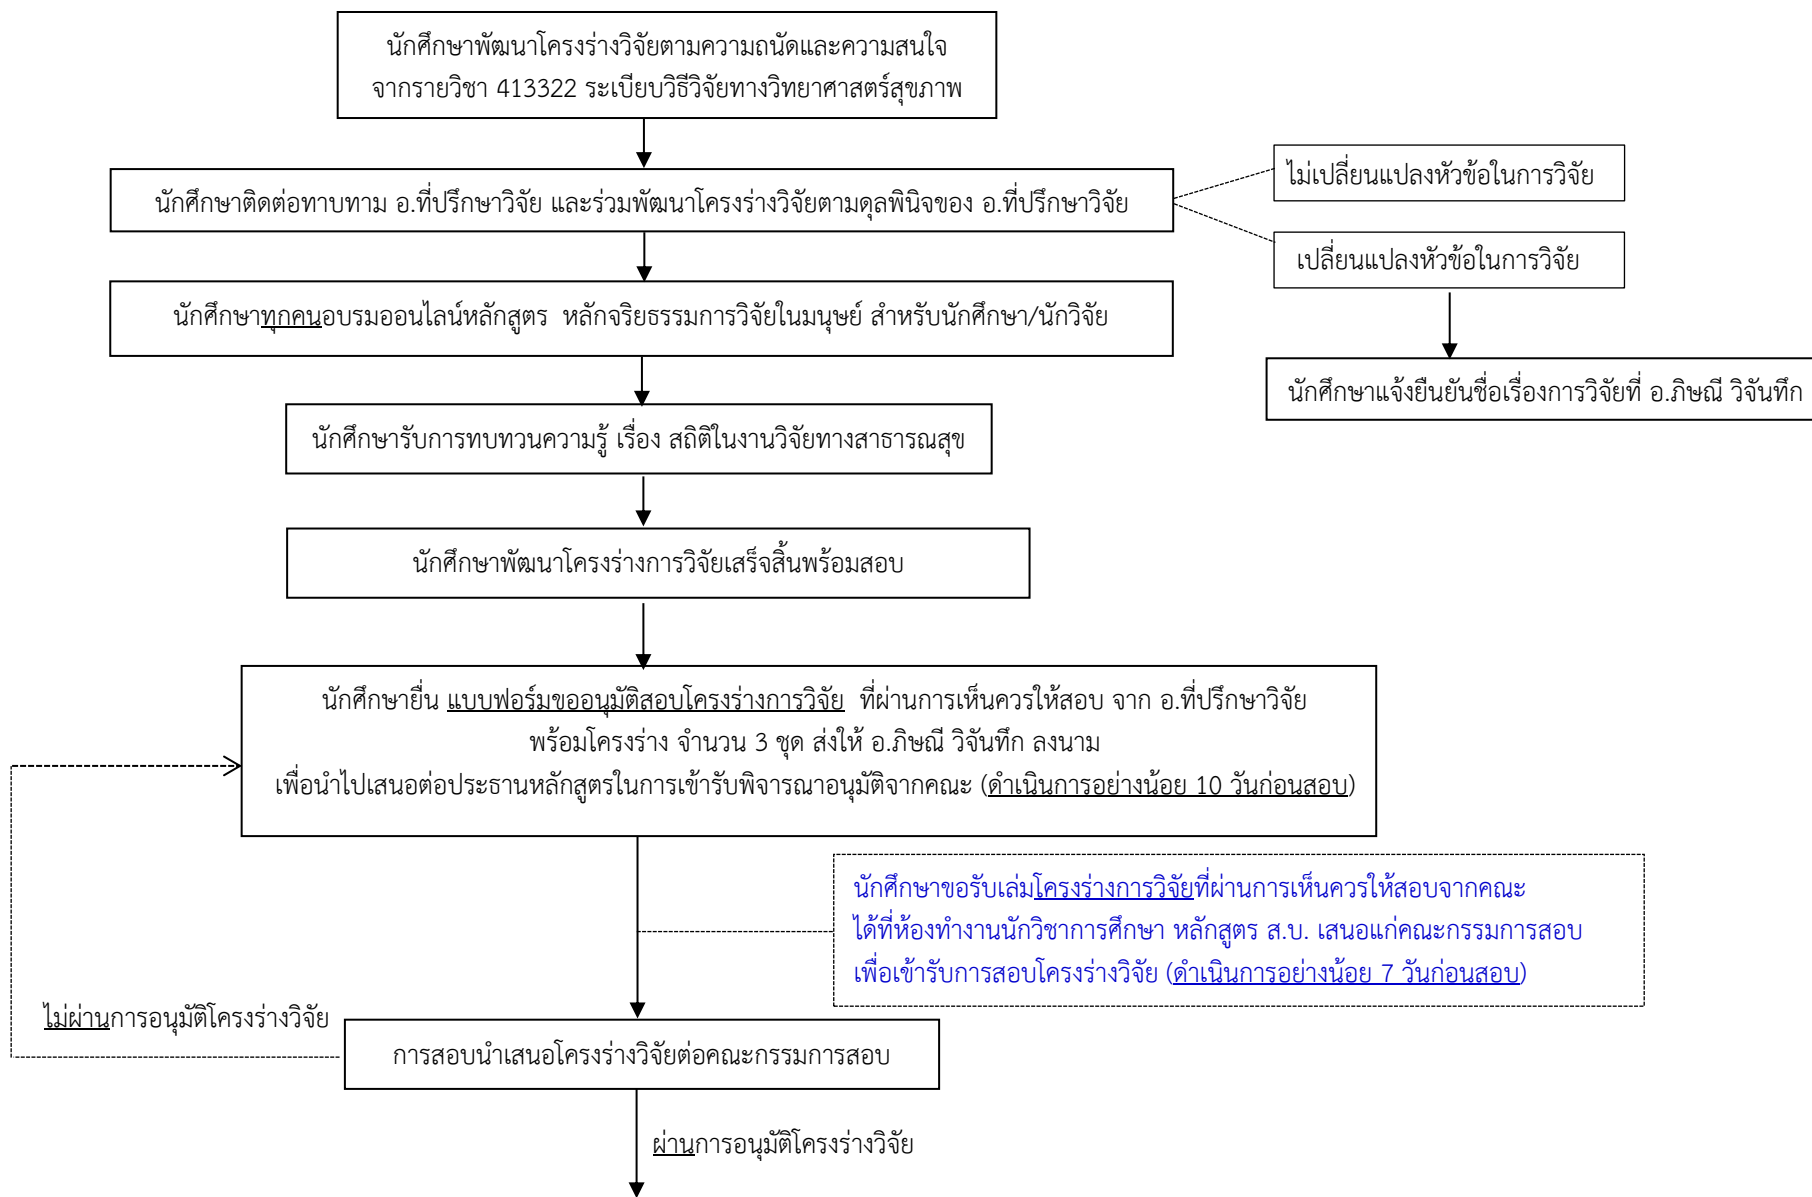 นักศึกษาพัฒนาโครงร่างวิจัยตามความถนัดและความสนใจ
จากรายวิชา 413322 ระเบียบวิธีวิจัยทางวิทยาศาสตร์สุขภาพ
ไม่เปลี่ยนแปลงหัวข้อในการวิจัย
นักศึกษาติดต่อทาบทาม อ.ที่ปรึกษาวิจัย และร่วมพัฒนาโครงร่างวิจัยตามดุลพินิจของ อ.ที่ปรึกษาวิจัย
เปลี่ยนแปลงหัวข้อในการวิจัย
นักศึกษาทุกคนอบรมออนไลน์หลักสูตร หลักจริยธรรมการวิจัยในมนุษย์ สำหรับนักศึกษา/นักวิจัย
นักศึกษาแจ้งยืนยันชื่อเรื่องการวิจัยที่ อ.ภิษณี วิจันทึก
นักศึกษารับการทบทวนความรู้ เรื่อง สถิติในงานวิจัยทางสาธารณสุข
นักศึกษาพัฒนาโครงร่างการวิจัยเสร็จสิ้นพร้อมสอบ
นักศึกษายื่น แบบฟอร์มขออนุมัติสอบโครงร่างการวิจัย ที่ผ่านการเห็นควรให้สอบ จาก อ.ที่ปรึกษาวิจัย
พร้อมโครงร่าง จำนวน 3 ชุด ส่งให้ อ.ภิษณี วิจันทึก ลงนาม
เพื่อนำไปเสนอต่อประธานหลักสูตรในการเข้ารับพิจารณาอนุมัติจากคณะ (ดำเนินการอย่างน้อย 10 วันก่อนสอบ)
นักศึกษาขอรับเล่มโครงร่างการวิจัยที่ผ่านการเห็นควรให้สอบจากคณะ
ได้ที่ห้องทำงานนักวิชาการศึกษา หลักสูตร ส.บ. เสนอแก่คณะกรรมการสอบ
เพื่อเข้ารับการสอบโครงร่างวิจัย (ดำเนินการอย่างน้อย 7 วันก่อนสอบ)
ไม่ผ่านการอนุมัติโครงร่างวิจัย
การสอบนำเสนอโครงร่างวิจัยต่อคณะกรรมการสอบ
ผ่านการอนุมัติโครงร่างวิจัย